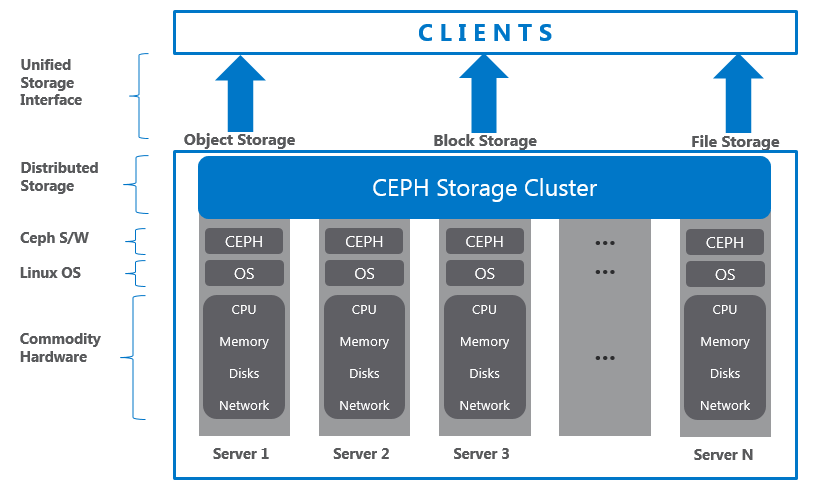 CLIENTS
Unified
Storage
Interface
Object Storage
Block Storage
File Storage
Distributed
Storage
CEPH Storage Cluster
Ceph S/W
CEPH
CEPH
CEPH
...
CEPH
Linux OS
OS
OS
OS
...
OS
Commodity
Hardware
CPU
Memory
Disks
Network
CPU
Memory
Disks
Network
CPU
Memory
Disks
Network
...
CPU
Memory
Disks
Network
Server 1
Server 2
Server 3
Server N